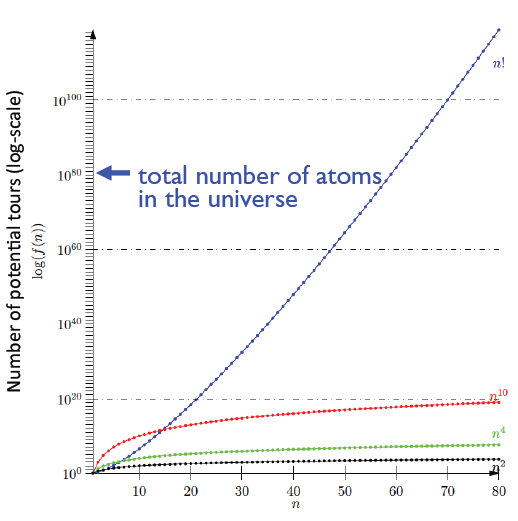 Number of potential tours (log-scale)
log(f(n))
n!
10^100
10^80
total number of atoms
in the universe
10^60
10^40
10^20
n^10
n^4
n^2
10^0
10 20 30 40 50 60 70 80
n